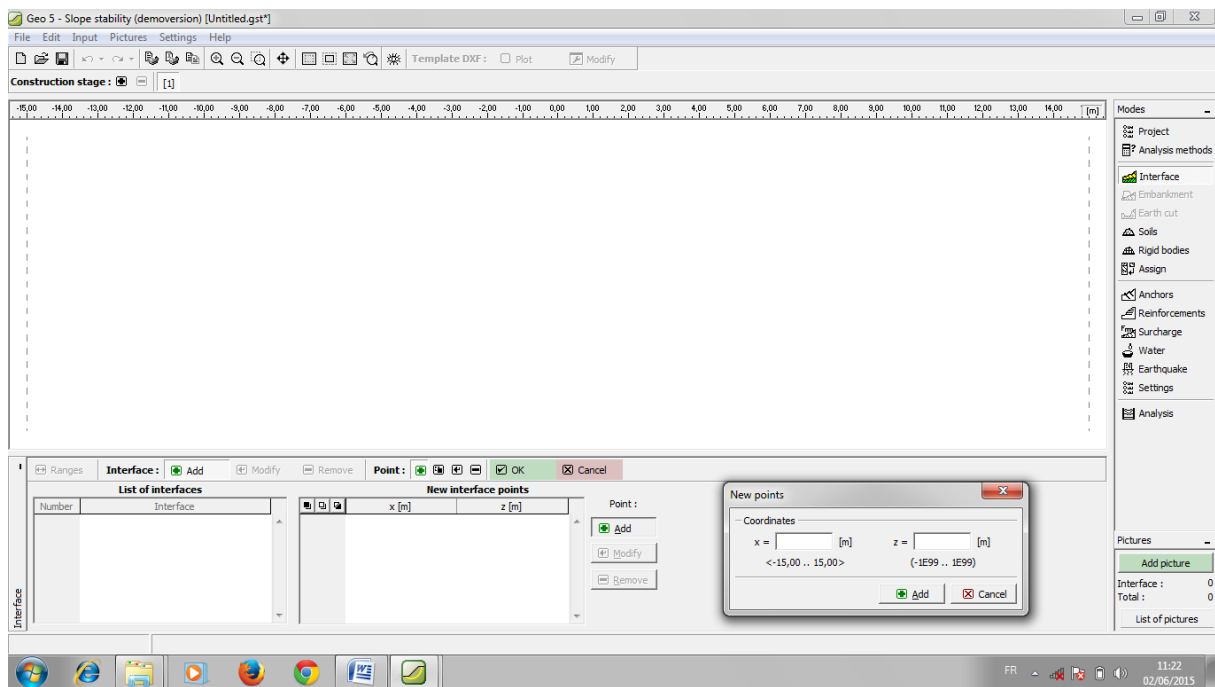 Geo 5 - Slope stability (demoversion) [Untitled.gst*]
File Edit Input Pictures Settings Help
Template DXF : Plot Modify
Construction stage : [1]
-15,00 -14,00 -13,00 -12,00 -11,00 -10,00 -9,00 -8,00 -7,00 -6,00 -5,00 -4,00 -3,00 -2,00 -1,00 0,00 1,00 2,00 3,00 4,00 5,00 6,00 7,00 8,00 9,00 10,00 11,00 12,00 13,00 14,00 [m]
Modes
Project
Analysis methods
Interface
Embankment
Earth cut
Soils
Rigid bodies
Assign
Anchors
Reinforcements
Surcharge
Water
Earthquake
Settings
Analysis
Ranges Interface : Add Modify Remove Point : OK Cancel
List of interfaces
Number Interface
New interface points
x [m] z [m]
Point :
Add
Modify
Remove
Interface
New points
Coordinates
x = [m] z = [m]
<-15,00 .. 15,00> (-1E99 .. 1E99)
Add Cancel
Pictures
Add picture
Interface : 0
Total : 0
List of pictures
FR 11:22
02/06/2015